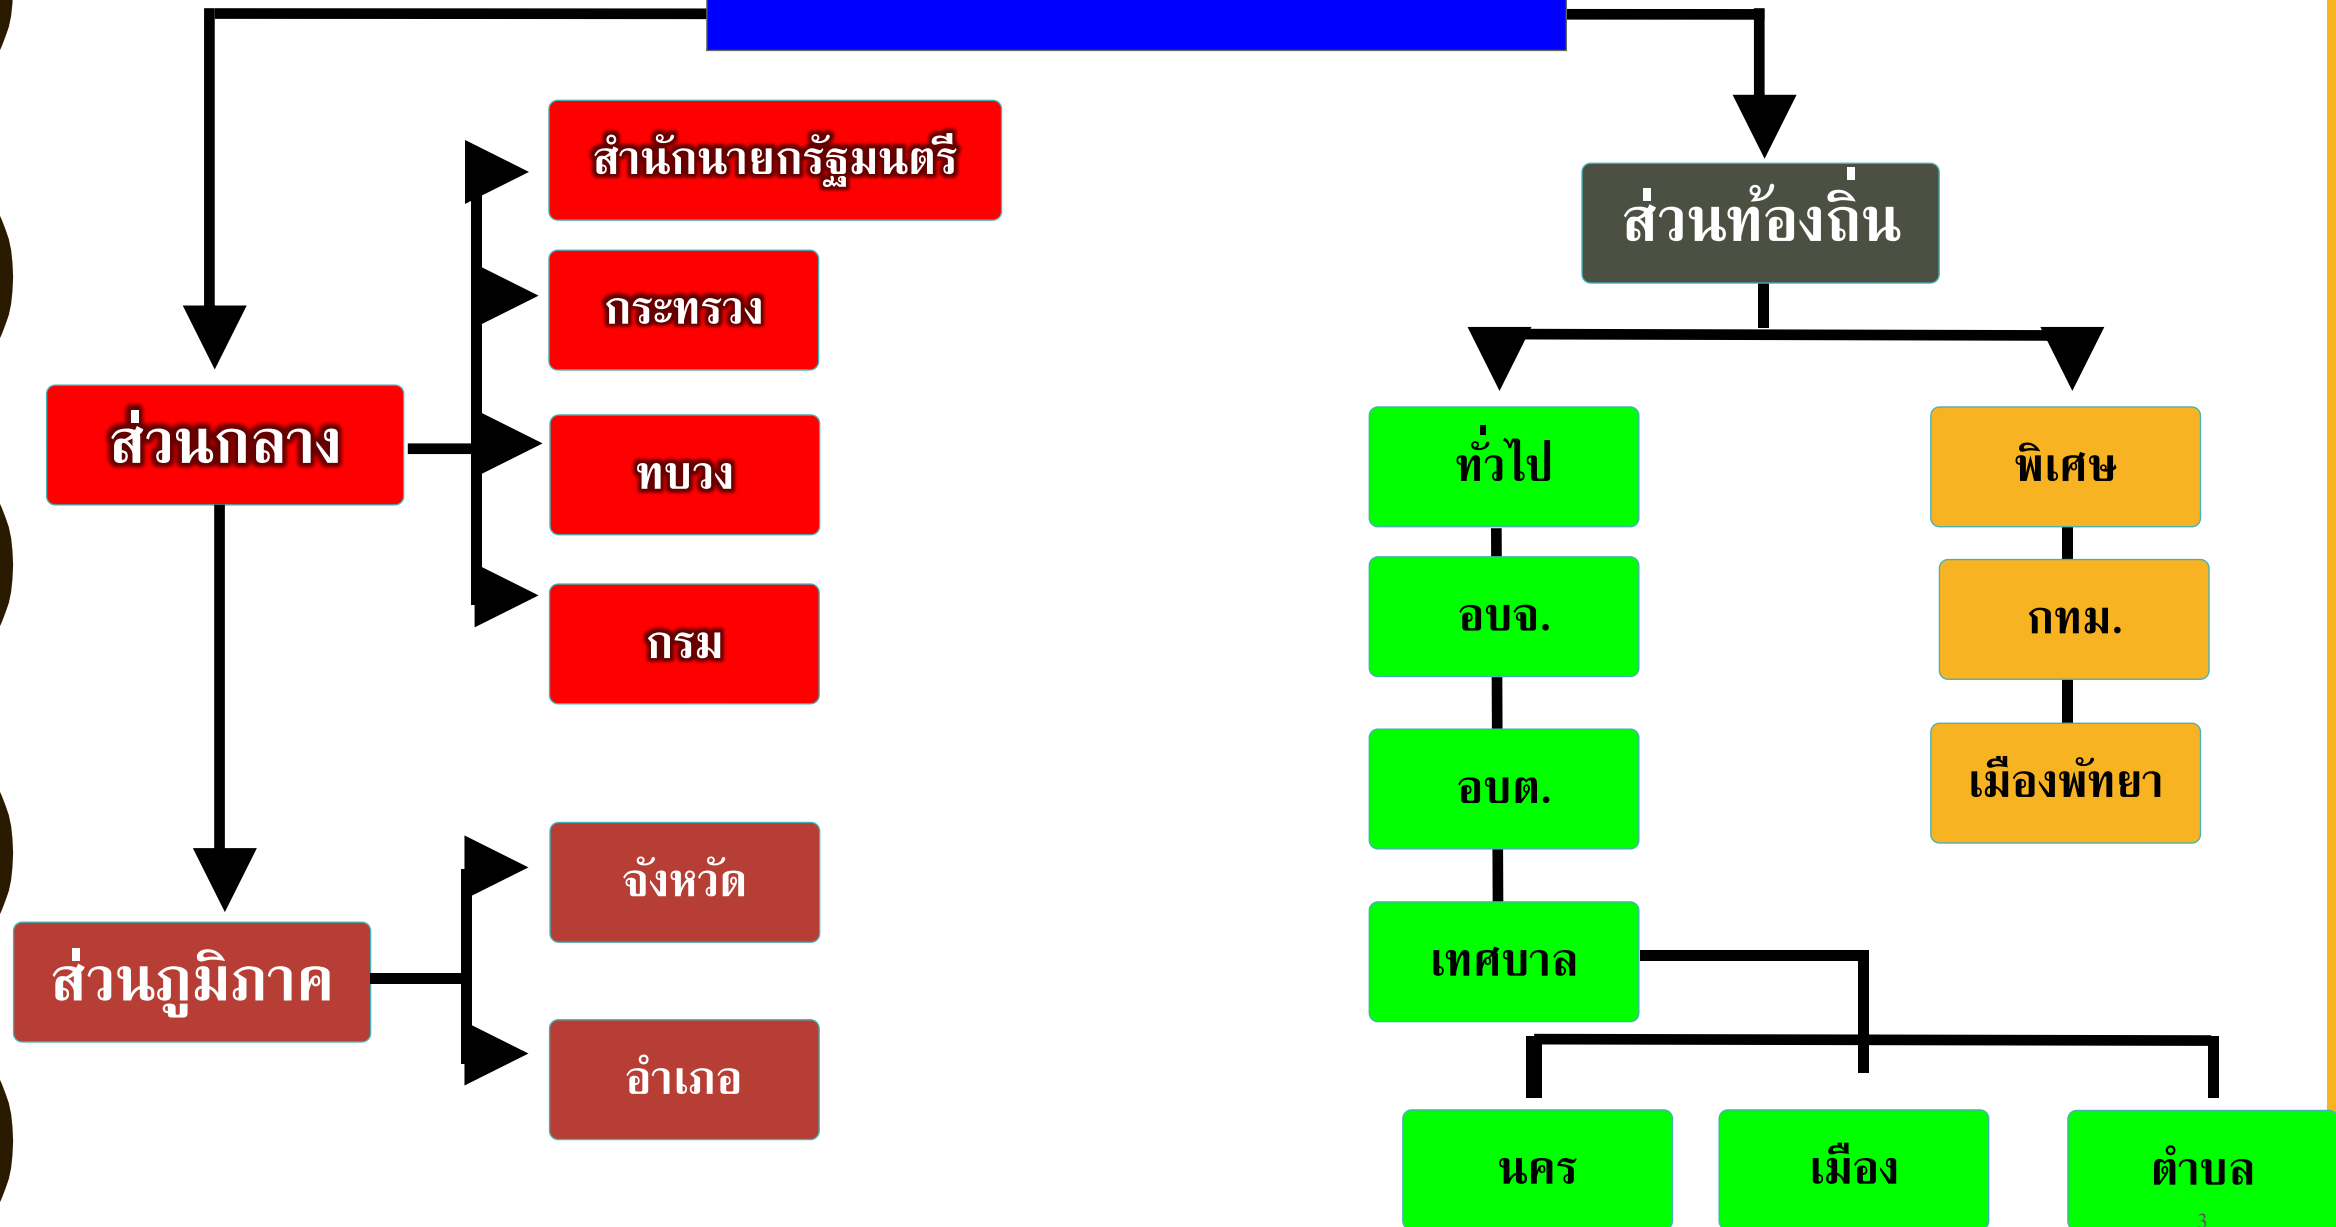 สำนักนายกรัฐมนตรี
กระทรวง
ส่วนกลาง
ทบวง
กรม
จังหวัด
ส่วนภูมิภาค
อำเภอ
ส่วนท้องถิ่น
ทั่วไป
พิเศษ
อบจ.
กทม.
อบต.
เมืองพัทยา
เทศบาล
นคร
เมือง
ตำบล
3